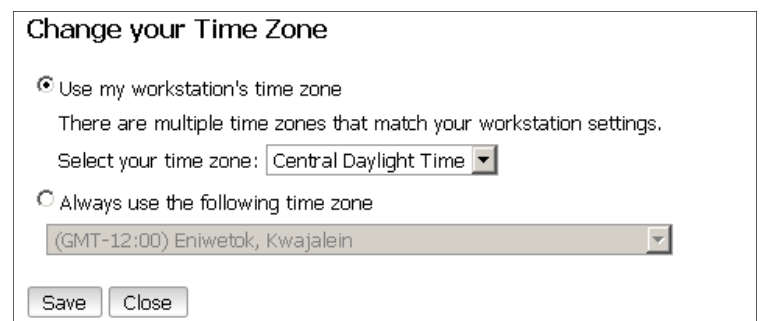 Change your Time Zone
Use my workstation's time zone
There are multiple time zones that match your workstation settings.
Select your time zone: Central Daylight Time
Always use the following time zone
(GMT-12:00) Eniwetok, Kwajalein
Save Close